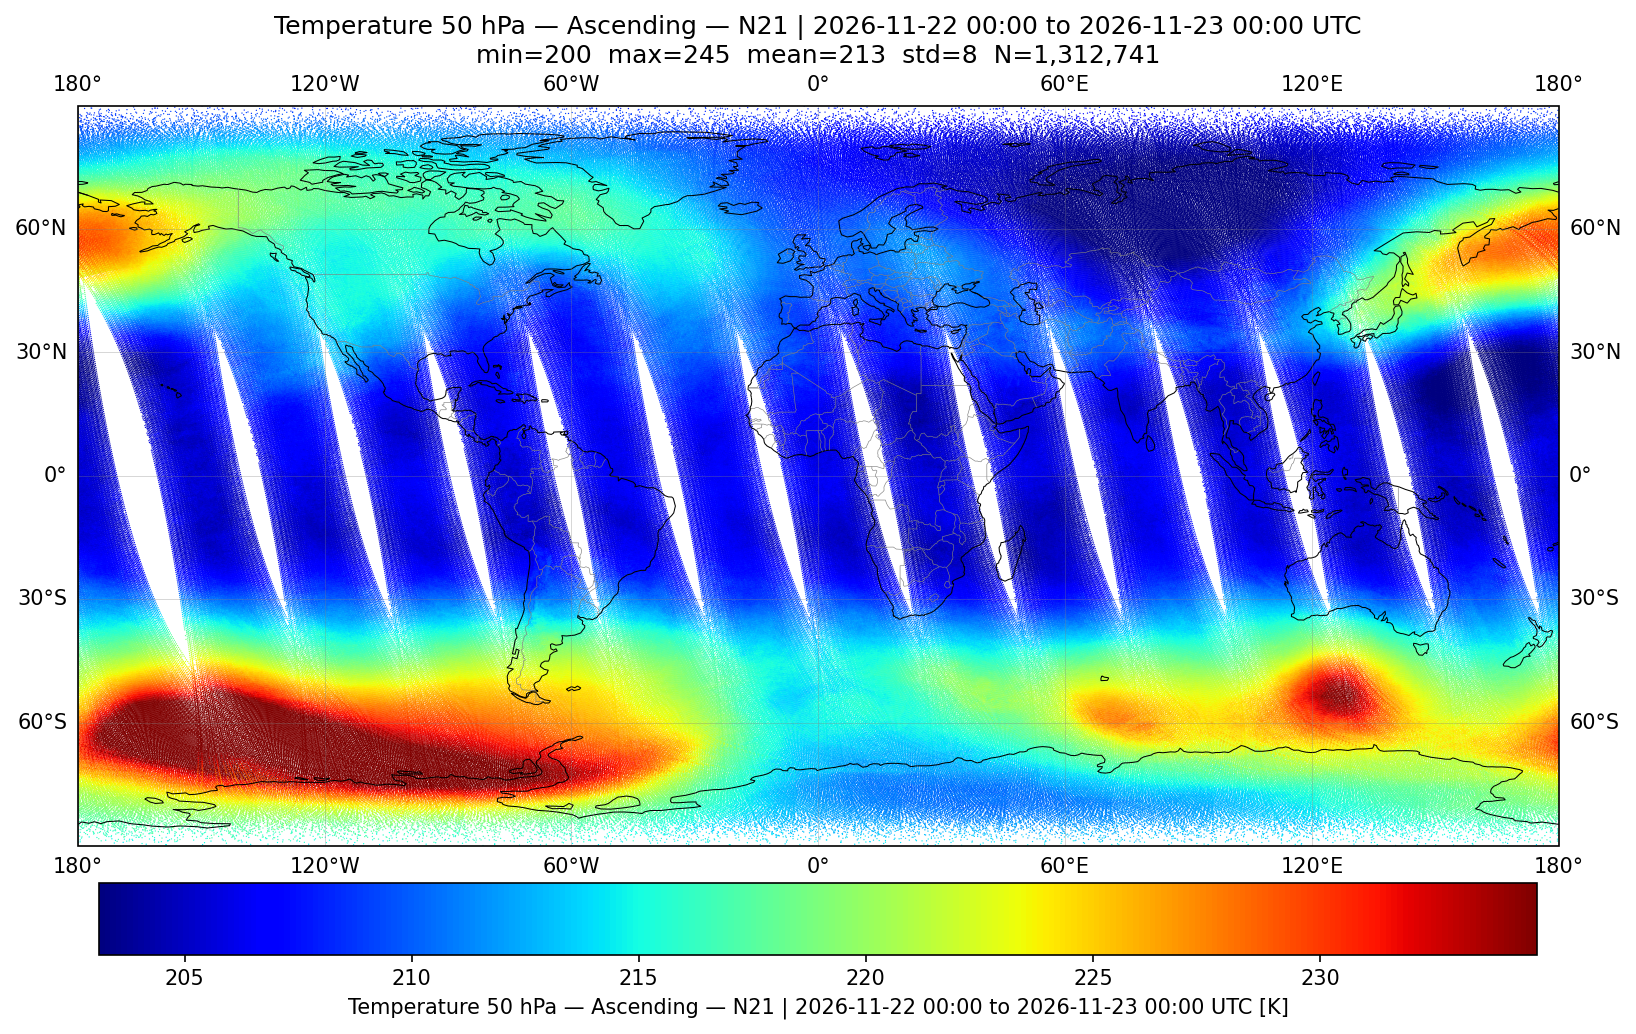 Temperature 50 hPa — Ascending — N21 | 2026-11-22 00:00 to 2026-11-23 00:00 UTC
min=200 max=245 mean=213 std=8 N=1,312,741
180° 120°W 60°W 0° 60°E 120°E 180°
60°N 60°N
30°N 30°N
0° 0°
30°S 30°S
60°S 60°S
180° 120°W 60°W 0° 60°E 120°E 180°
205 210 215 220 225 230
Temperature 50 hPa — Ascending — N21 | 2026-11-22 00:00 to 2026-11-23 00:00 UTC [K]